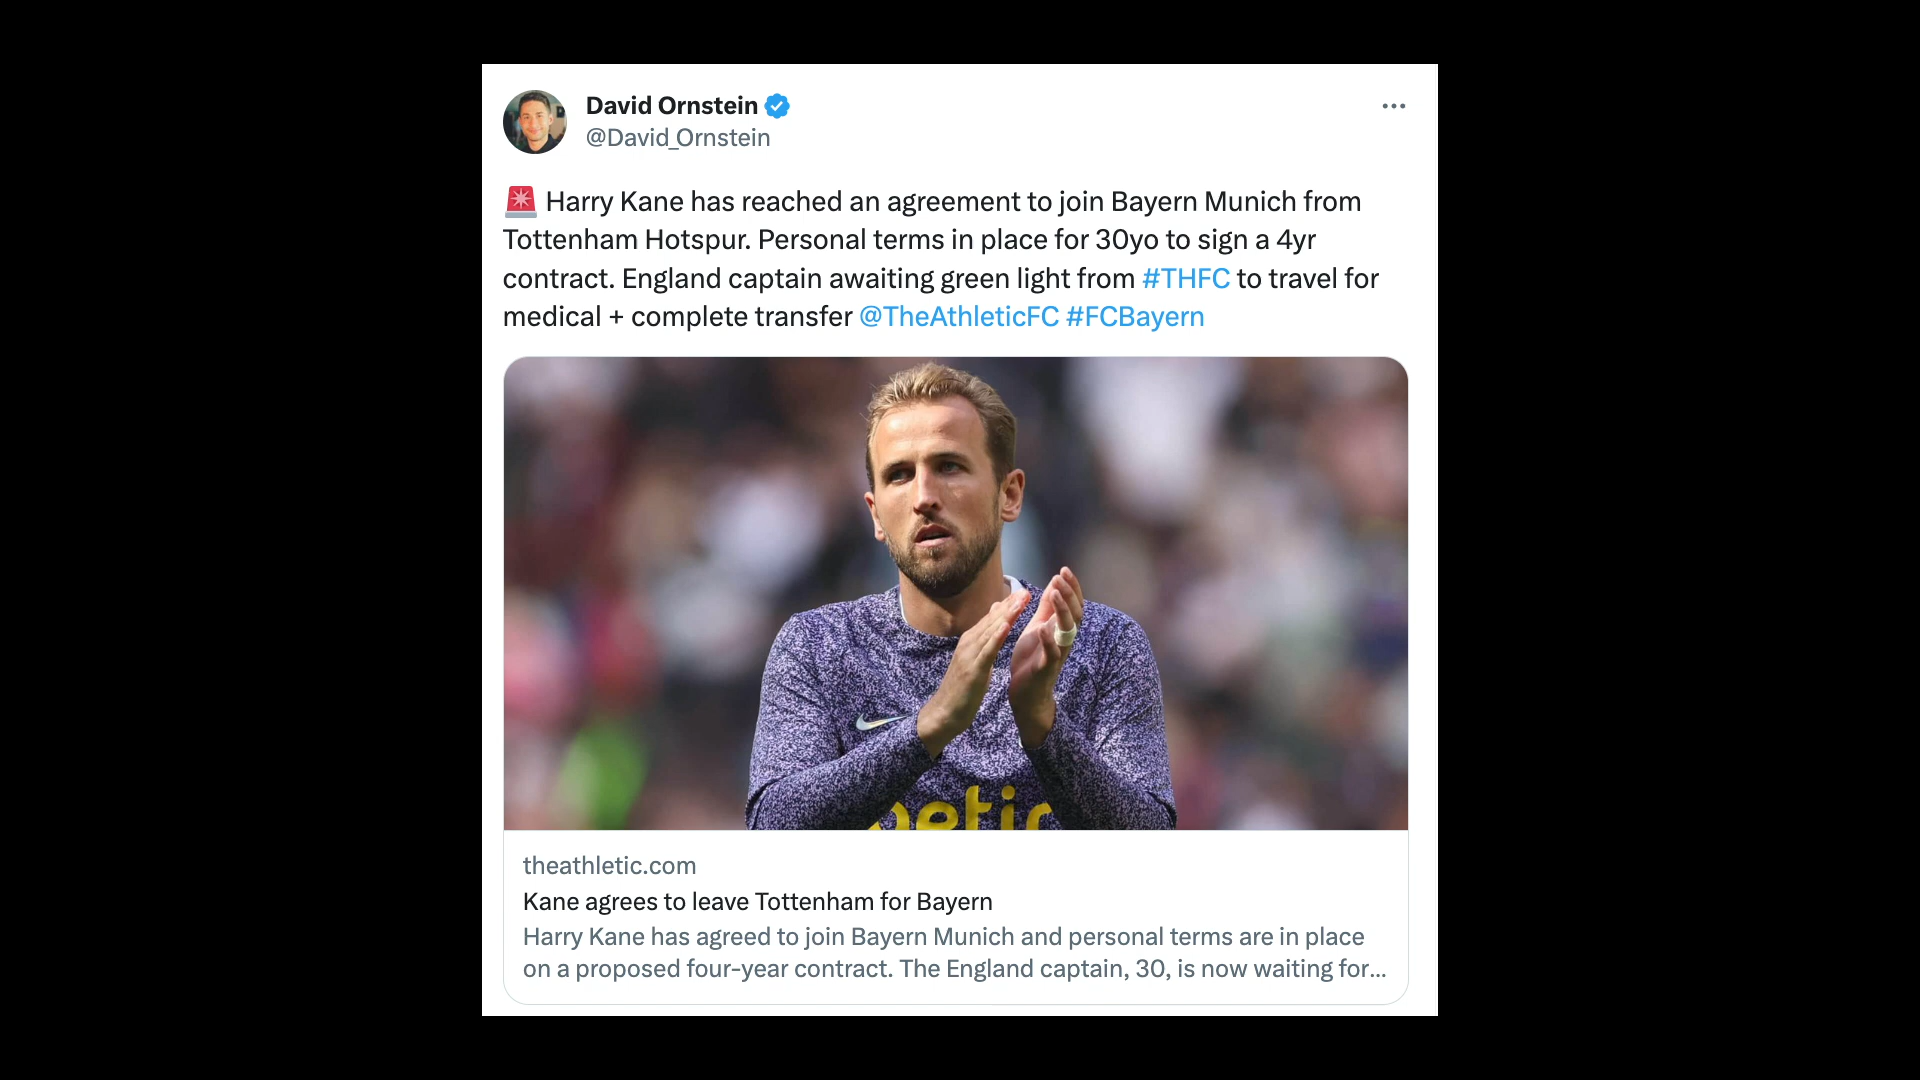 David Ornstein
@David_Ornstein
🚨 Harry Kane has reached an agreement to join Bayern Munich from
Tottenham Hotspur. Personal terms in place for 30yo to sign a 4yr
contract. England captain awaiting green light from #THFC to travel for
medical + complete transfer @TheAthleticFC #FCBayern
theathletic.com
Kane agrees to leave Tottenham for Bayern
Harry Kane has agreed to join Bayern Munich and personal terms are in place
on a proposed four-year contract. The England captain, 30, is now waiting for...